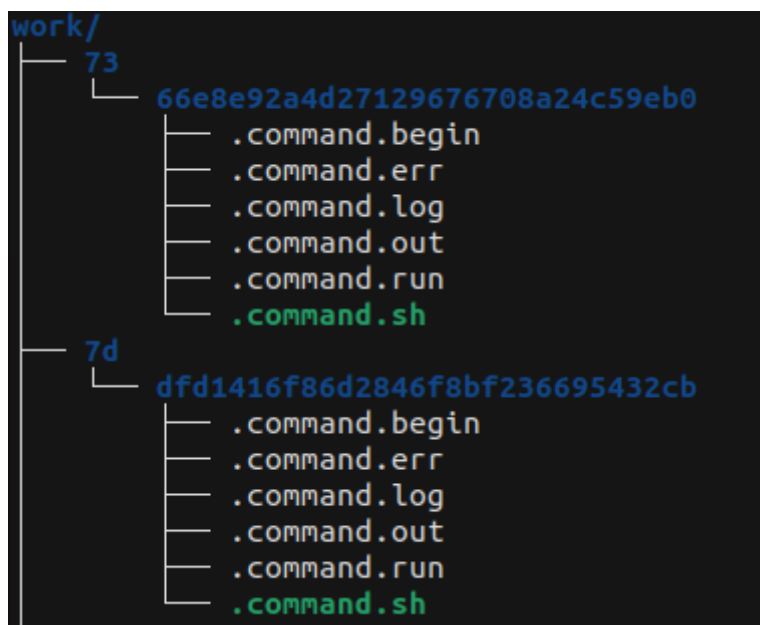 work/
73
66e8e92a4d27129676708a24c59eb0
.command.begin
.command.err
.command.log
.command.out
.command.run
.command.sh
7d
dfd1416f86d2846f8bf236695432cb
.command.begin
.command.err
.command.log
.command.out
.command.run
.command.sh